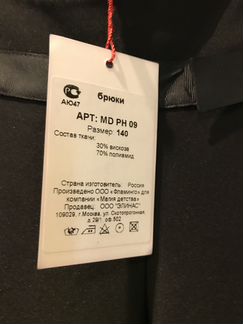 брюки
АЮ47
АРТ: MD PH 09
Размер: 140
Состав ткани:
30% вискоза
70% полиамид
Страна изготовитель: Россия
Произведено ООО «Фламинго» для
компании «Магия детства»
Продавец: ООО "ЭЛИНАС"
109029, г.Москва, ул. Скотопрогонная,
д.29/1, оф.502